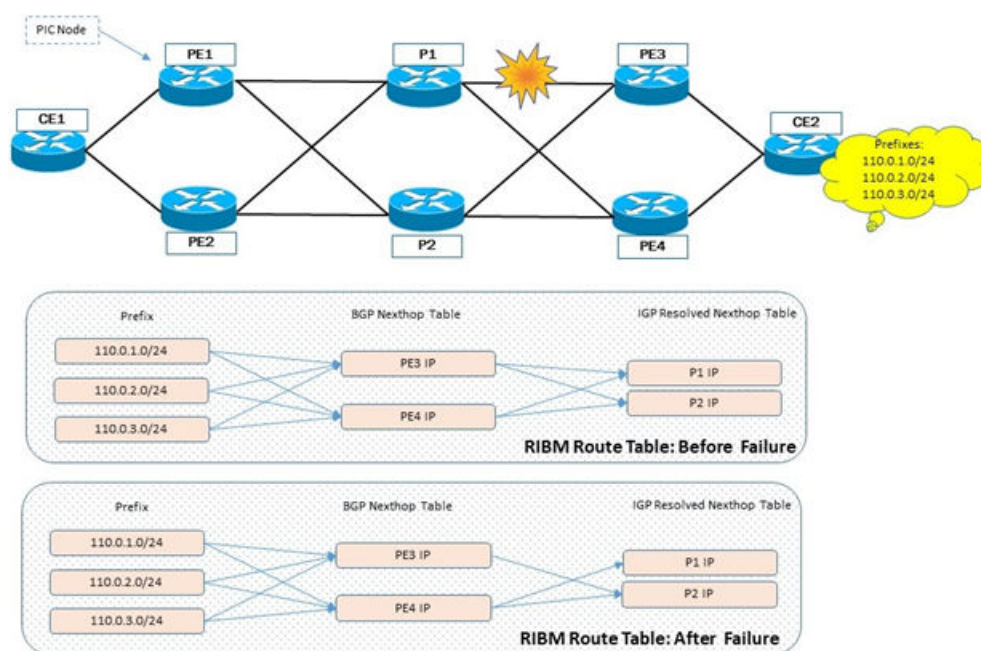 PIC Node
PE1
P1
PE3
CE1
CE2
Prefixes:
110.0.1.0/24
110.0.2.0/24
110.0.3.0/24
PE2
P2
PE4
Prefix
BGP Nexthop Table
IGP Resolved Nexthop Table
110.0.1.0/24
PE3 IP
P1 IP
110.0.2.0/24
P2 IP
110.0.3.0/24
PE4 IP
RIBM Route Table: Before Failure
Prefix
BGP Nexthop Table
IGP Resolved Nexthop Table
110.0.1.0/24
PE3 IP
P1 IP
110.0.2.0/24
P2 IP
110.0.3.0/24
PE4 IP
RIBM Route Table: After Failure